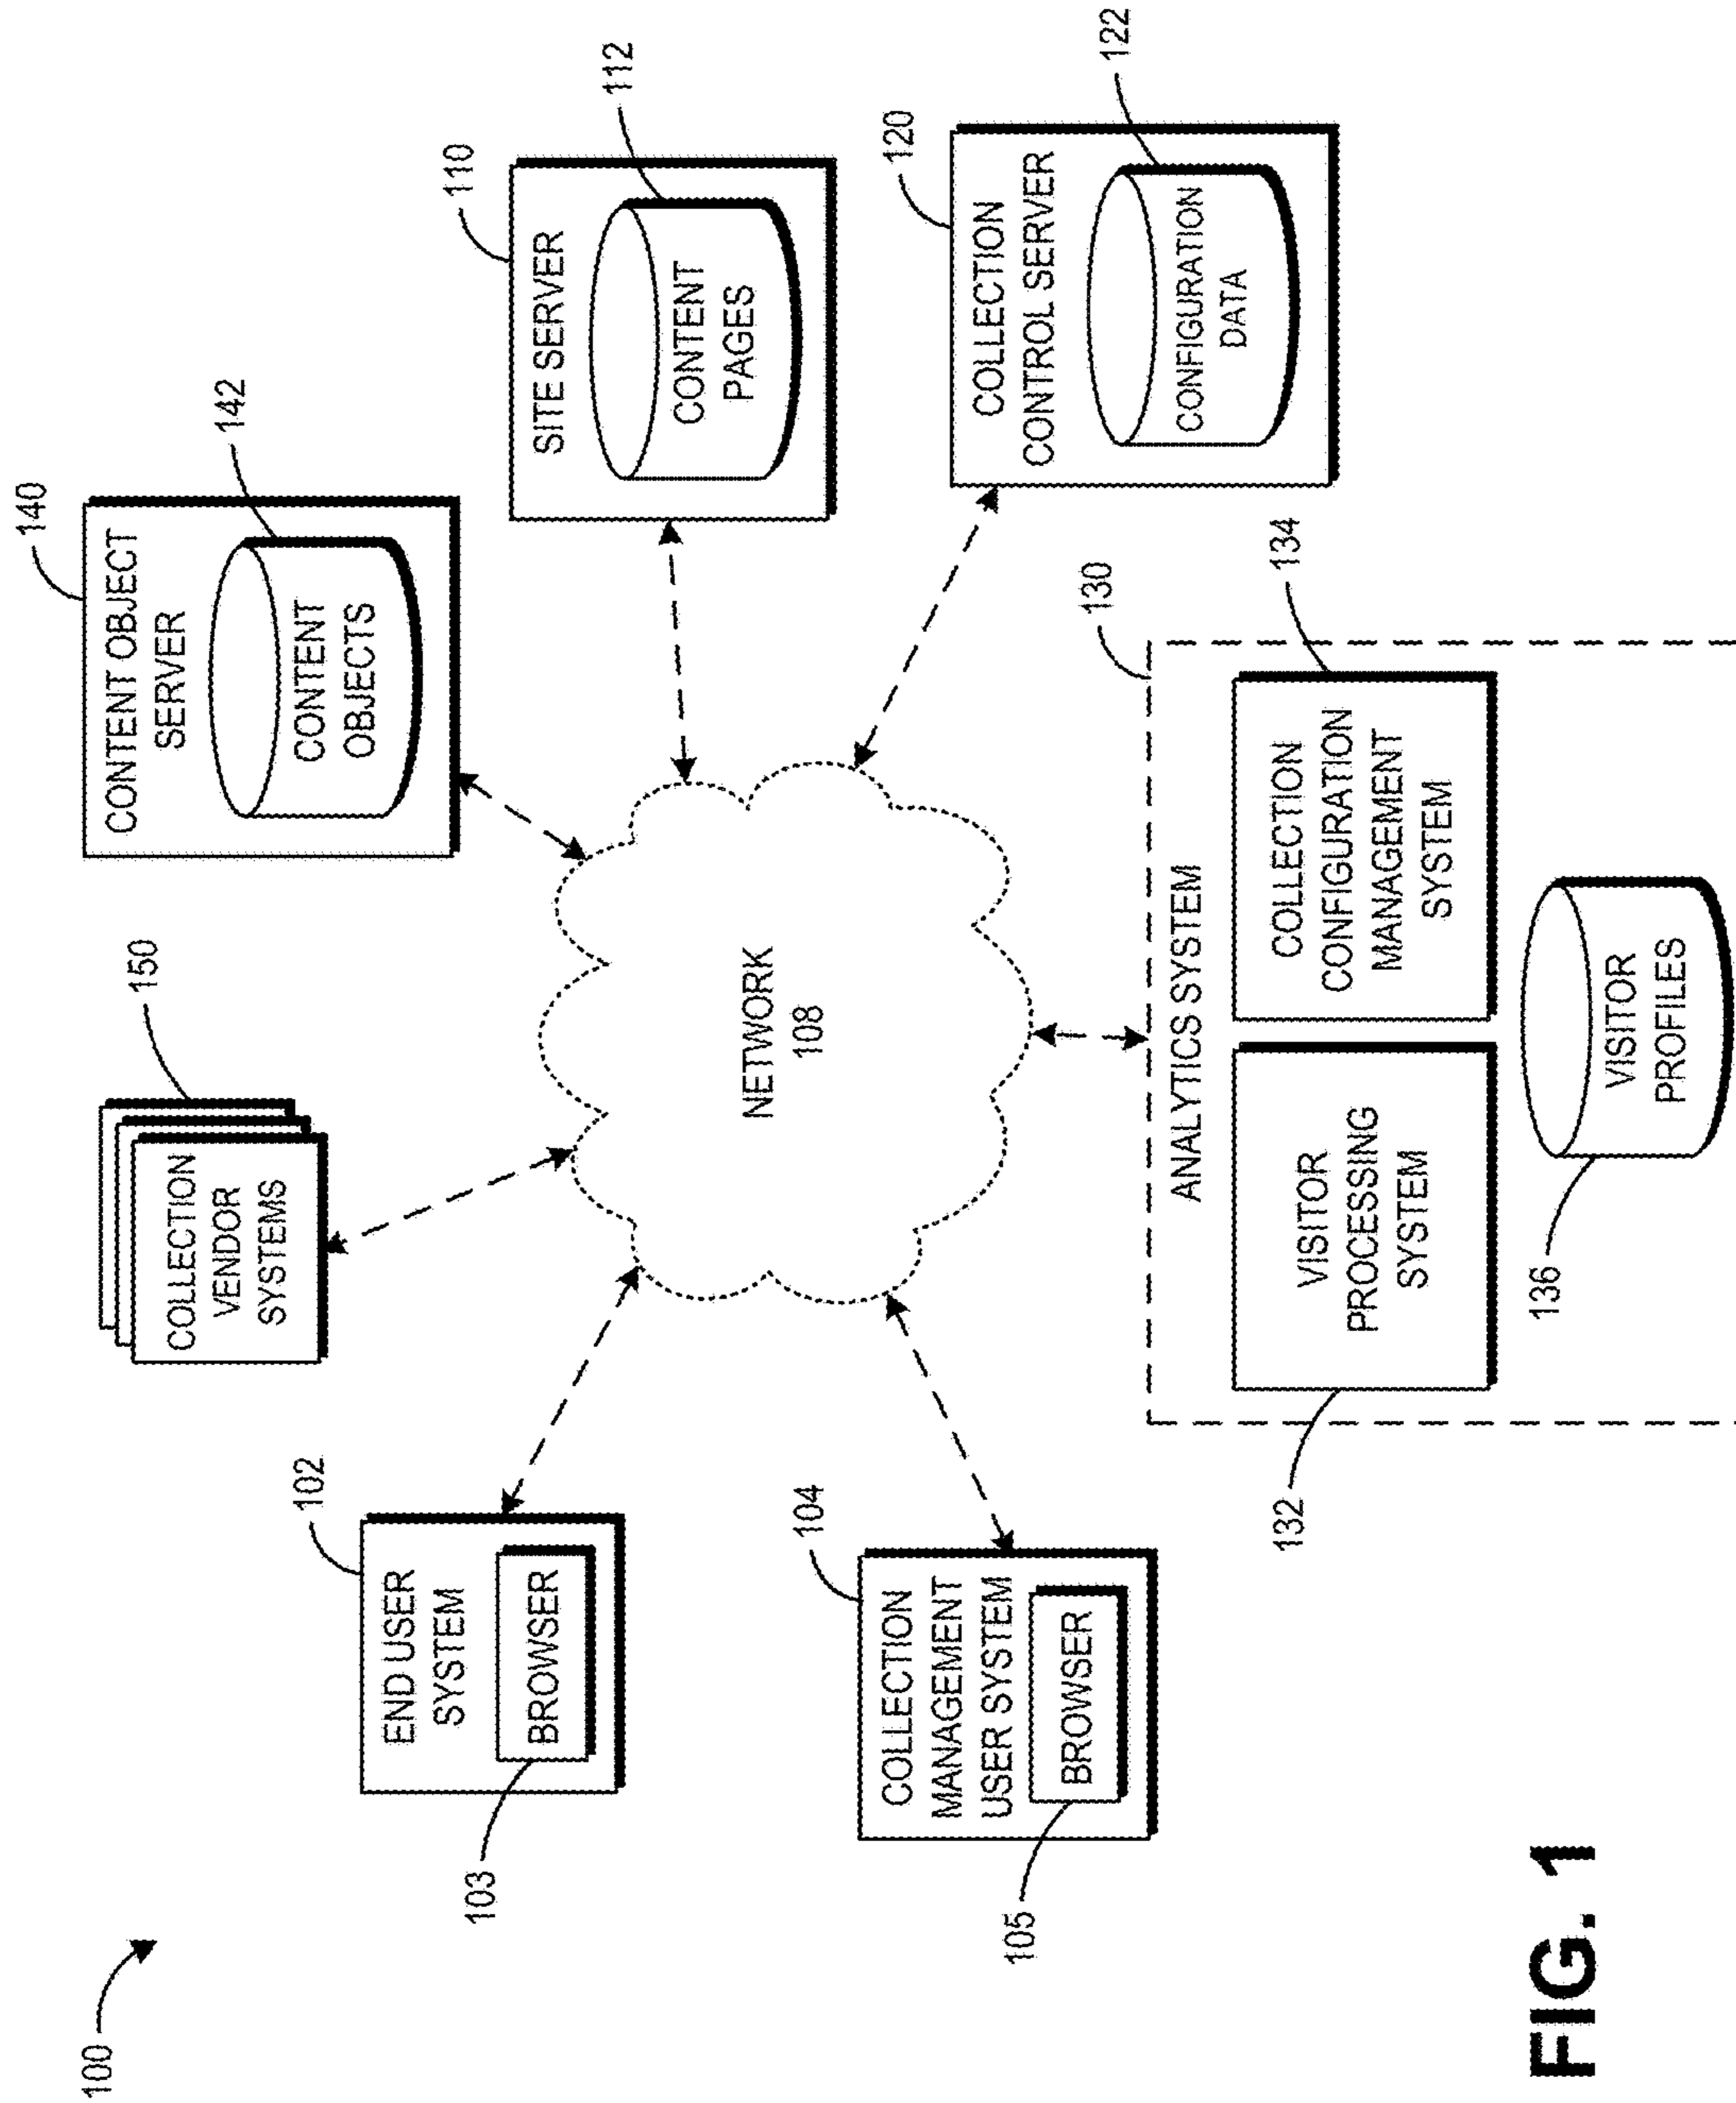 100
150
COLLECTION
VENDOR
SYSTEMS
140
CONTENT OBJECT
SERVER
142
CONTENT
OBJECTS
102
END USER
SYSTEM
BROWSER
103
110
SITE SERVER
112
CONTENT
PAGES
NETWORK
108
104
COLLECTION
MANAGEMENT
USER SYSTEM
BROWSER
105
120
COLLECTION
CONTROL SERVER
122
CONFIGURATION
DATA
130
ANALYTICS SYSTEM
132
VISITOR
PROCESSING
SYSTEM
134
COLLECTION
CONFIGURATION
MANAGEMENT
SYSTEM
136
VISITOR
PROFILES
FIG. 1